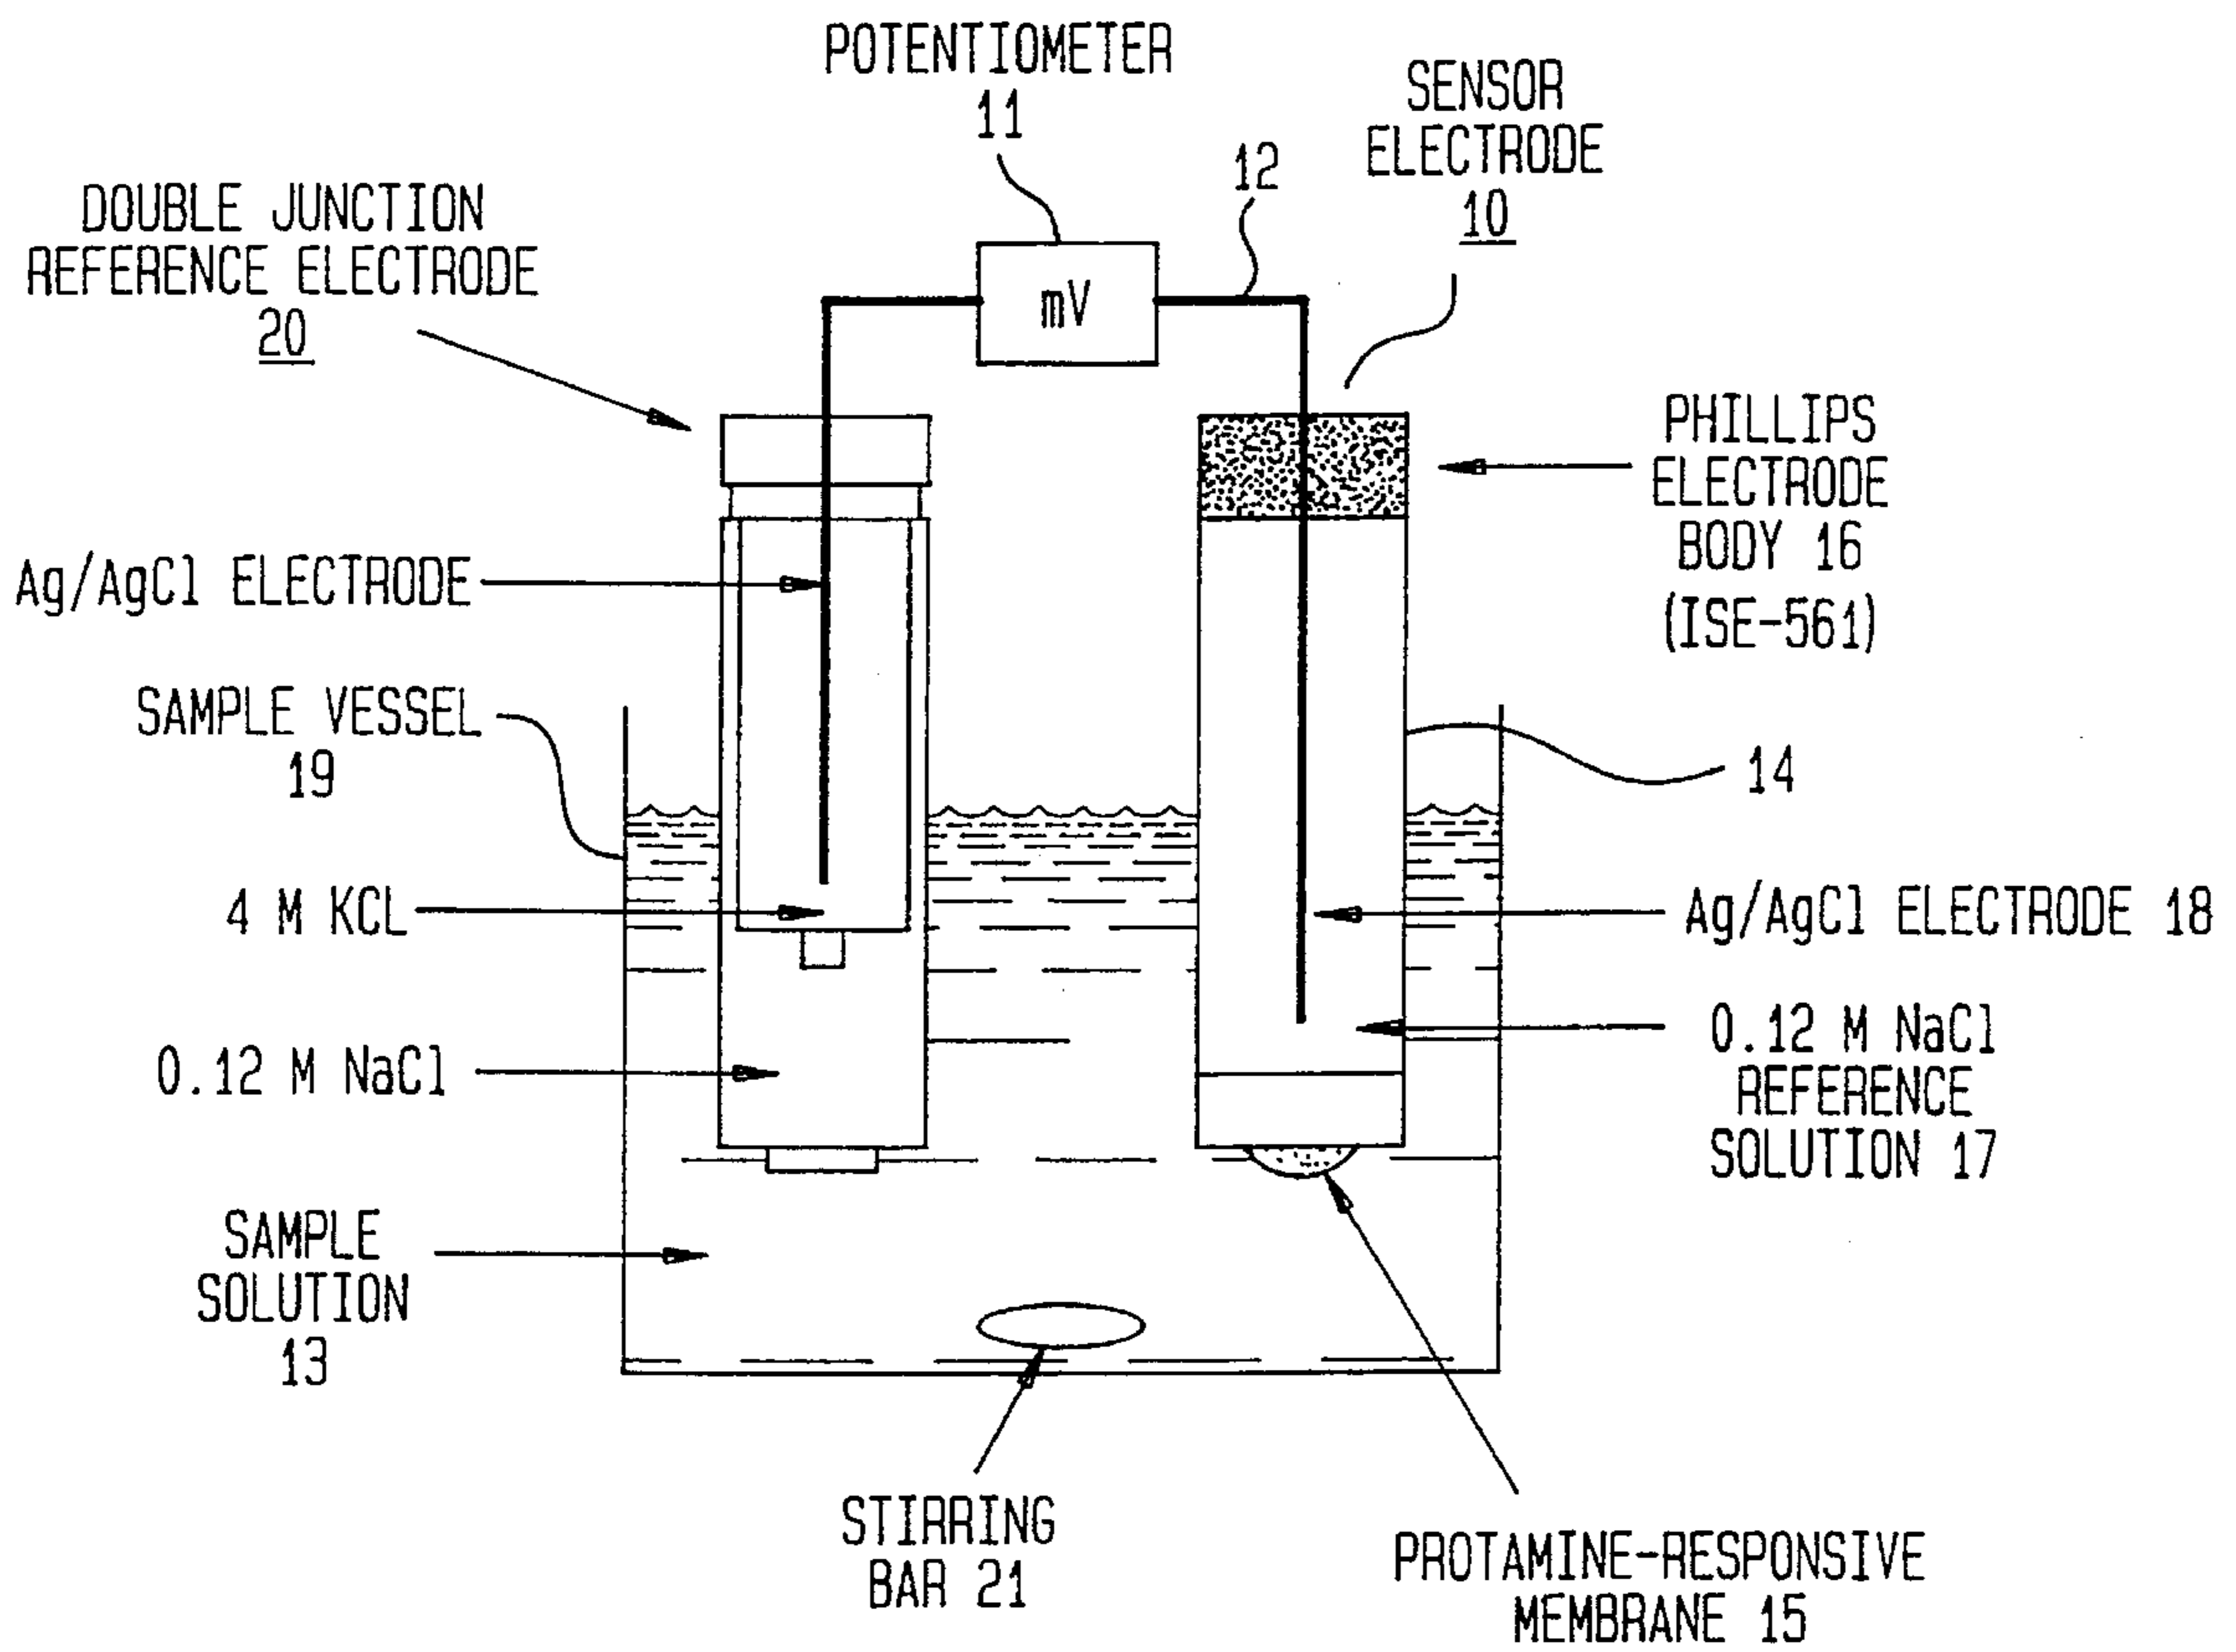 POTENTIOMETER
11
SENSOR
ELECTRODE
10
12
DOUBLE JUNCTION
REFERENCE ELECTRODE
20
mV
PHILLIPS
ELECTRODE
BODY 16
(ISE-561)
Ag/AgCl ELECTRODE
SAMPLE VESSEL
19
14
4 M KCL
Ag/AgCl ELECTRODE 18
0.12 M NaCl
0.12 M NaCl
REFERENCE
SOLUTION 17
SAMPLE
SOLUTION
13
STIRRING
BAR 21
PROTAMINE-RESPONSIVE
MEMBRANE 15